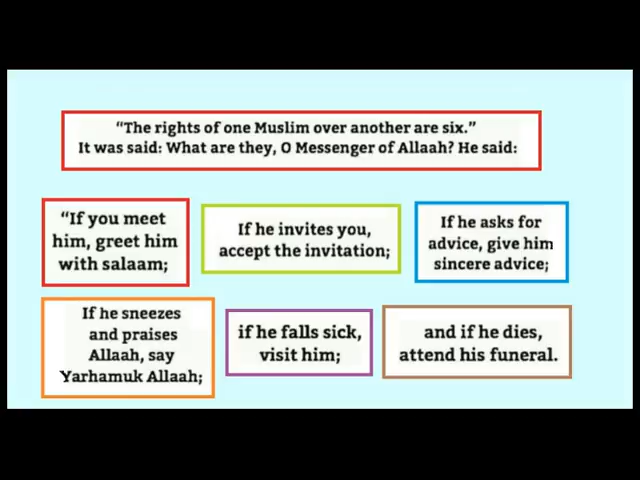 “The rights of one Muslim over another are six.”
It was said: What are they, O Messenger of Allaah? He said:
“If you meet
him, greet him
with salaam;
If he invites you,
accept the invitation;
If he asks for
advice, give him
sincere advice;
If he sneezes
and praises
Allaah, say
Yarhamuk Allaah;
if he falls sick,
visit him;
and if he dies,
attend his funeral.